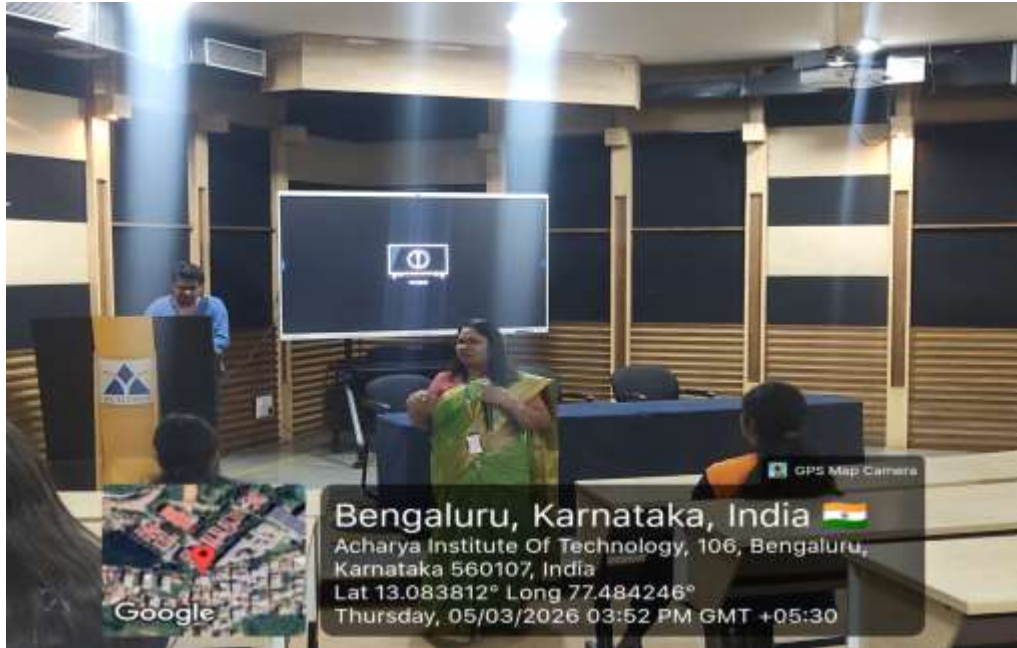 GPS Map Camera
Bengaluru, Karnataka, India
Acharya Institute Of Technology, 106, Bengaluru,
Karnataka 560107, India
Lat 13.083812° Long 77.484246°
Thursday, 05/03/2026 03:52 PM GMT +05:30
Google